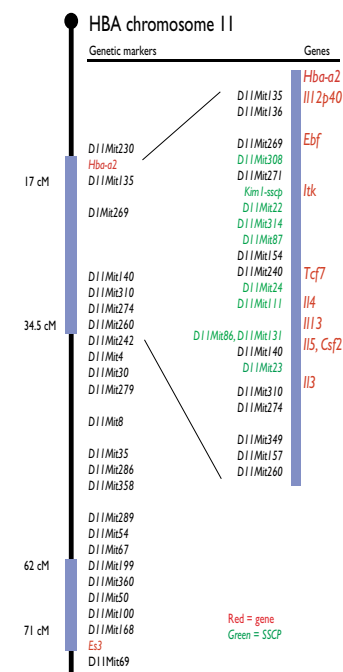 HBA chromosome 11
Genetic markers
Genes
D11Mit230
Hba-a2
17 cM
D11Mit135
D1Mit269
D11Mit140
D11Mit310
D11Mit274
34.5 cM
D11Mit260
D11Mit242
D11Mit4
D11Mit30
D11Mit279
D11Mit8
D11Mit35
D11Mit286
D11Mit358
D11Mit289
D11Mit54
D11Mit67
62 cM
D11Mit199
D11Mit360
D11Mit50
D11Mit100
71 cM
D11Mit168
Es3
D11Mit69
D11Mit135
D11Mit136
D11Mit269
D11Mit308
D11Mit271
Kim1-sscp
D11Mit22
D11Mit314
D11Mit87
D11Mit154
D11Mit240
D11Mit24
D11Mit111
D11Mit86, D11Mit131
D11Mit140
D11Mit23
D11Mit310
D11Mit274
D11Mit349
D11Mit157
D11Mit260
Hba-a2
Il12p40
Ebf
Itk
Tcf7
Il4
Il13
Il5, Csf2
Il3
Red = gene
Green = SSCP